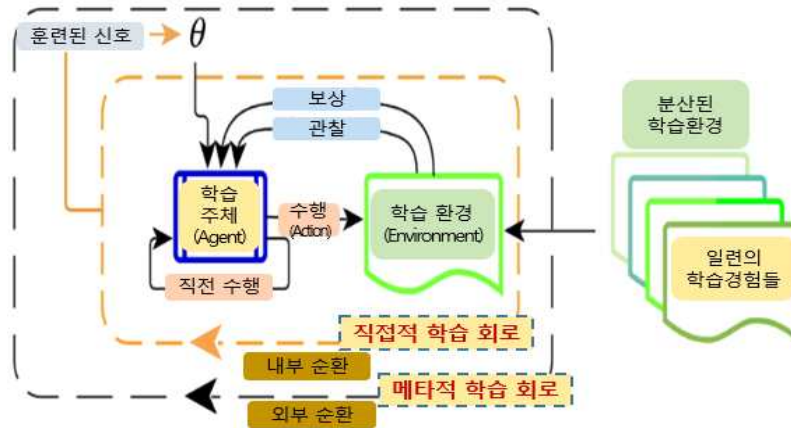 훈련된 신호
θ
보상
관찰
분산된
학습환경
학습
주체
(Agent)
수행
(Action)
학습 환경
(Environment)
일련의
학습경험들
직전 수행
직접적 학습 회로
내부 순환
메타적 학습 회로
외부 순환